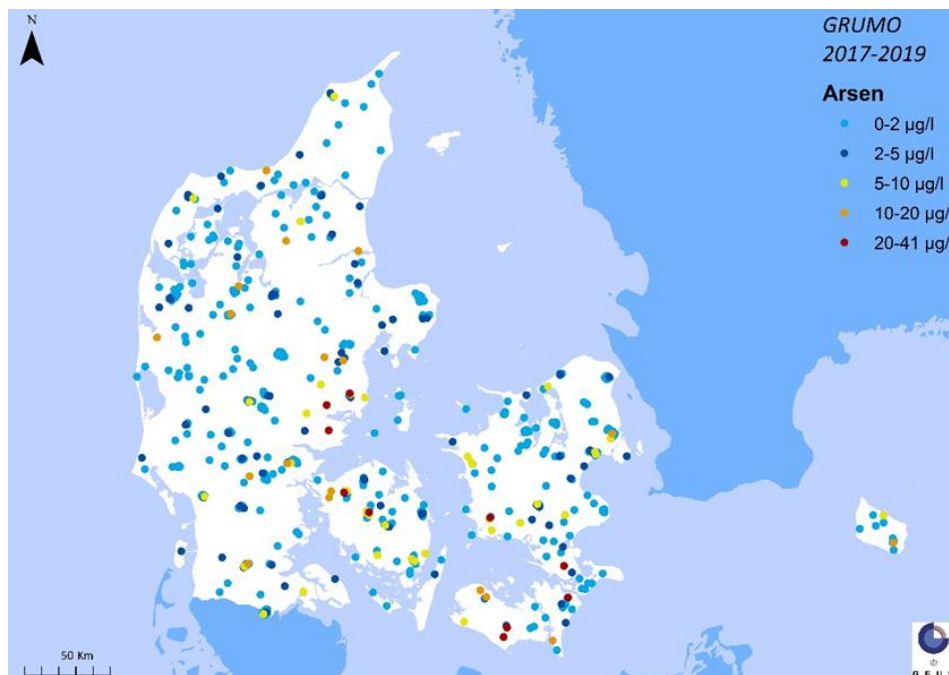 N
GRUMO
2017-2019
Arsen
0-2 µg/l
2-5 µg/l
5-10 µg/l
10-20 µg/
20-41 µg/
50 Km
G E U